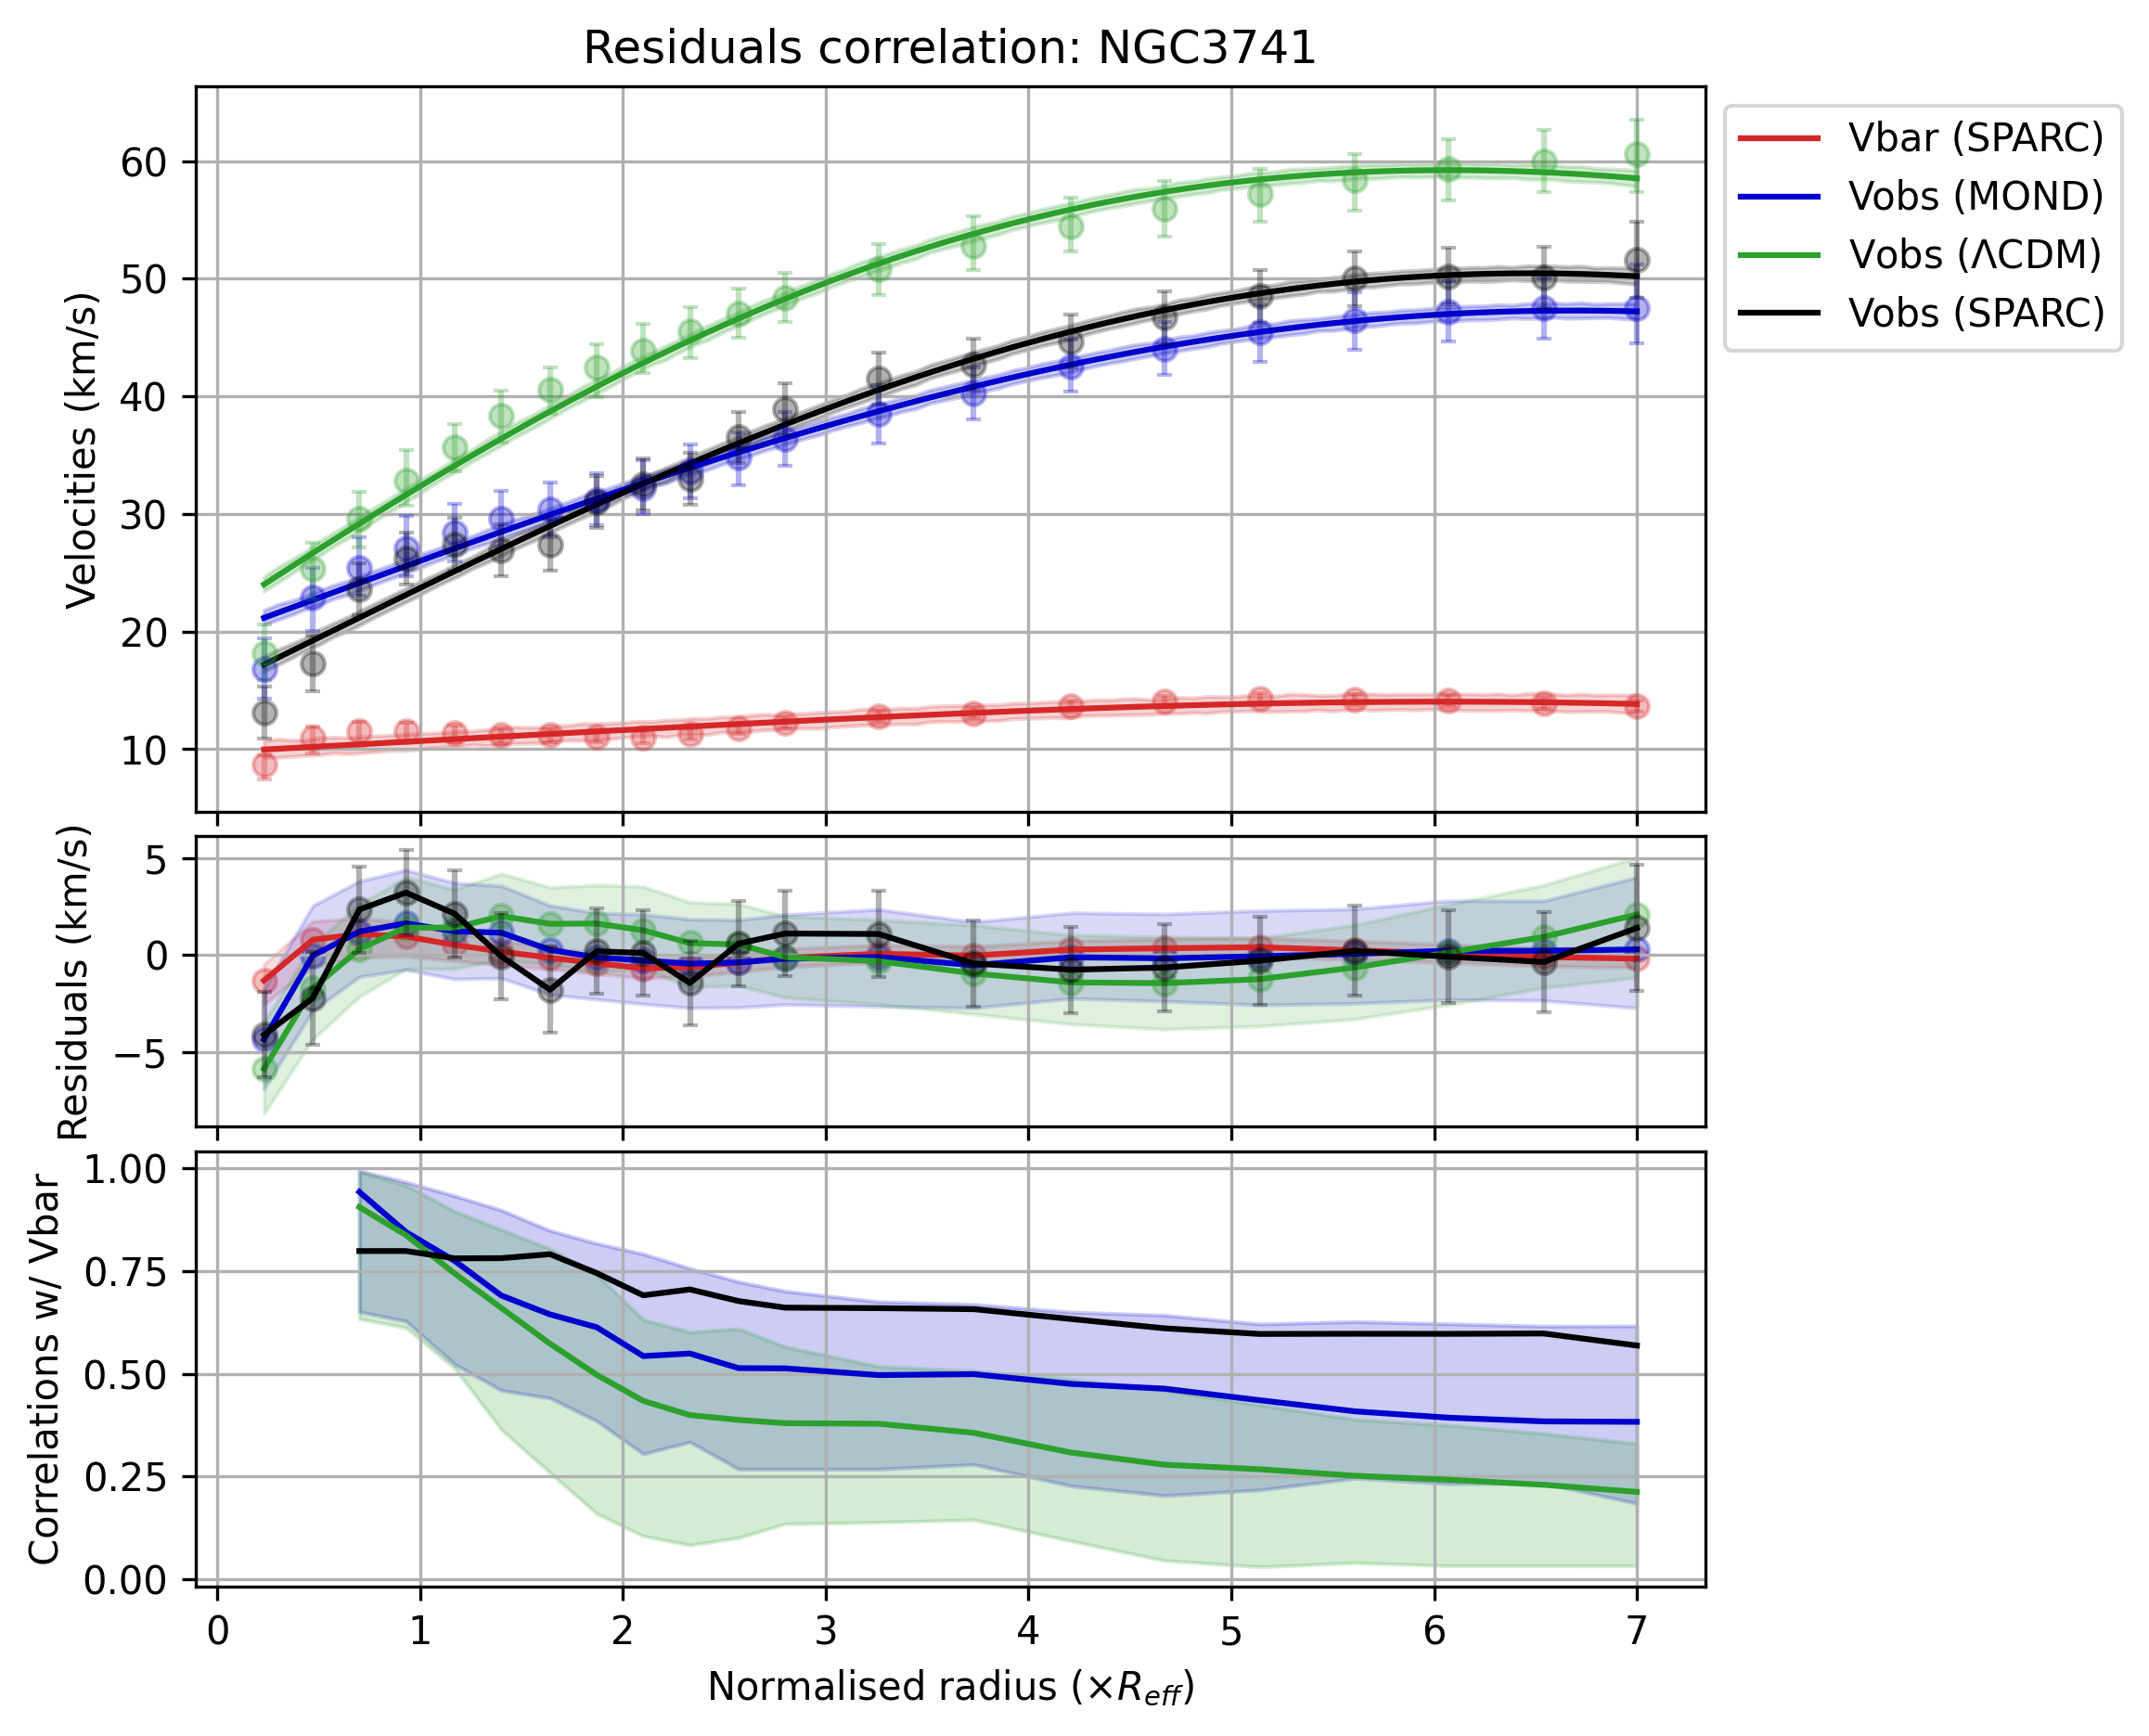 Residuals correlation: NGC3741
Vbar (SPARC)
Vobs (MOND)
Vobs (ΛCDM)
Vobs (SPARC)
Velocities (km/s)
60
50
40
30
20
10
Residuals (km/s)
5
0
−5
Correlations w/ Vbar
1.00
0.75
0.50
0.25
0.00
0 1 2 3 4 5 6 7
Normalised radius (×R_eff)